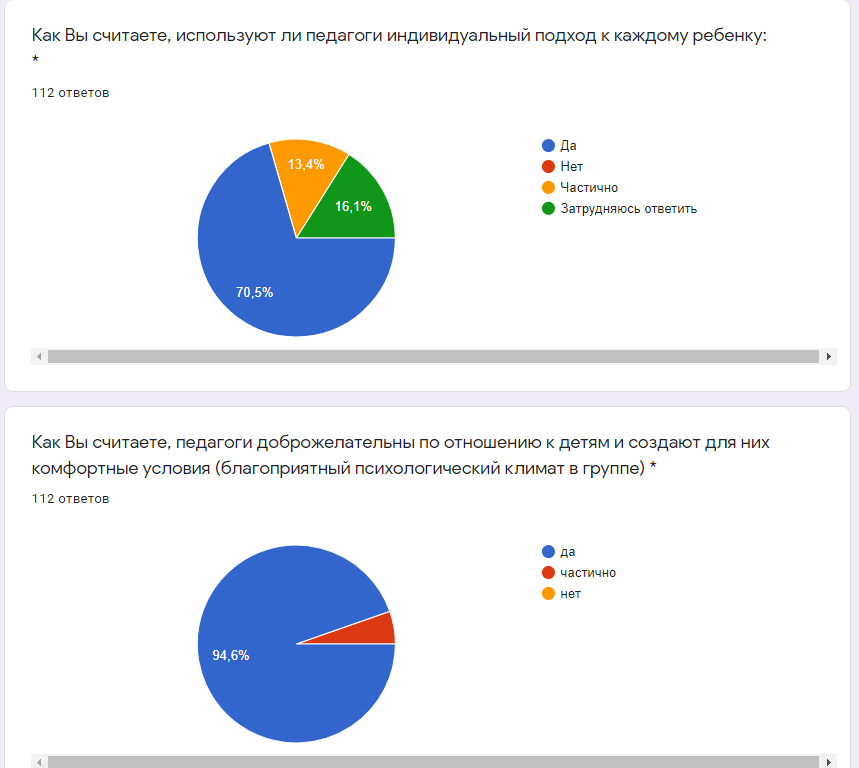 Как Вы считаете, используют ли педагоги индивидуальный подход к каждому ребенку:
*
112 ответов
Да
Нет
Частично
Затрудняюсь ответить
13,4%
16,1%
70,5%
Как Вы считаете, педагоги доброжелательны по отношению к детям и создают для них
комфортные условия (благоприятный психологический климат в группе) *
112 ответов
да
частично
нет
94,6%